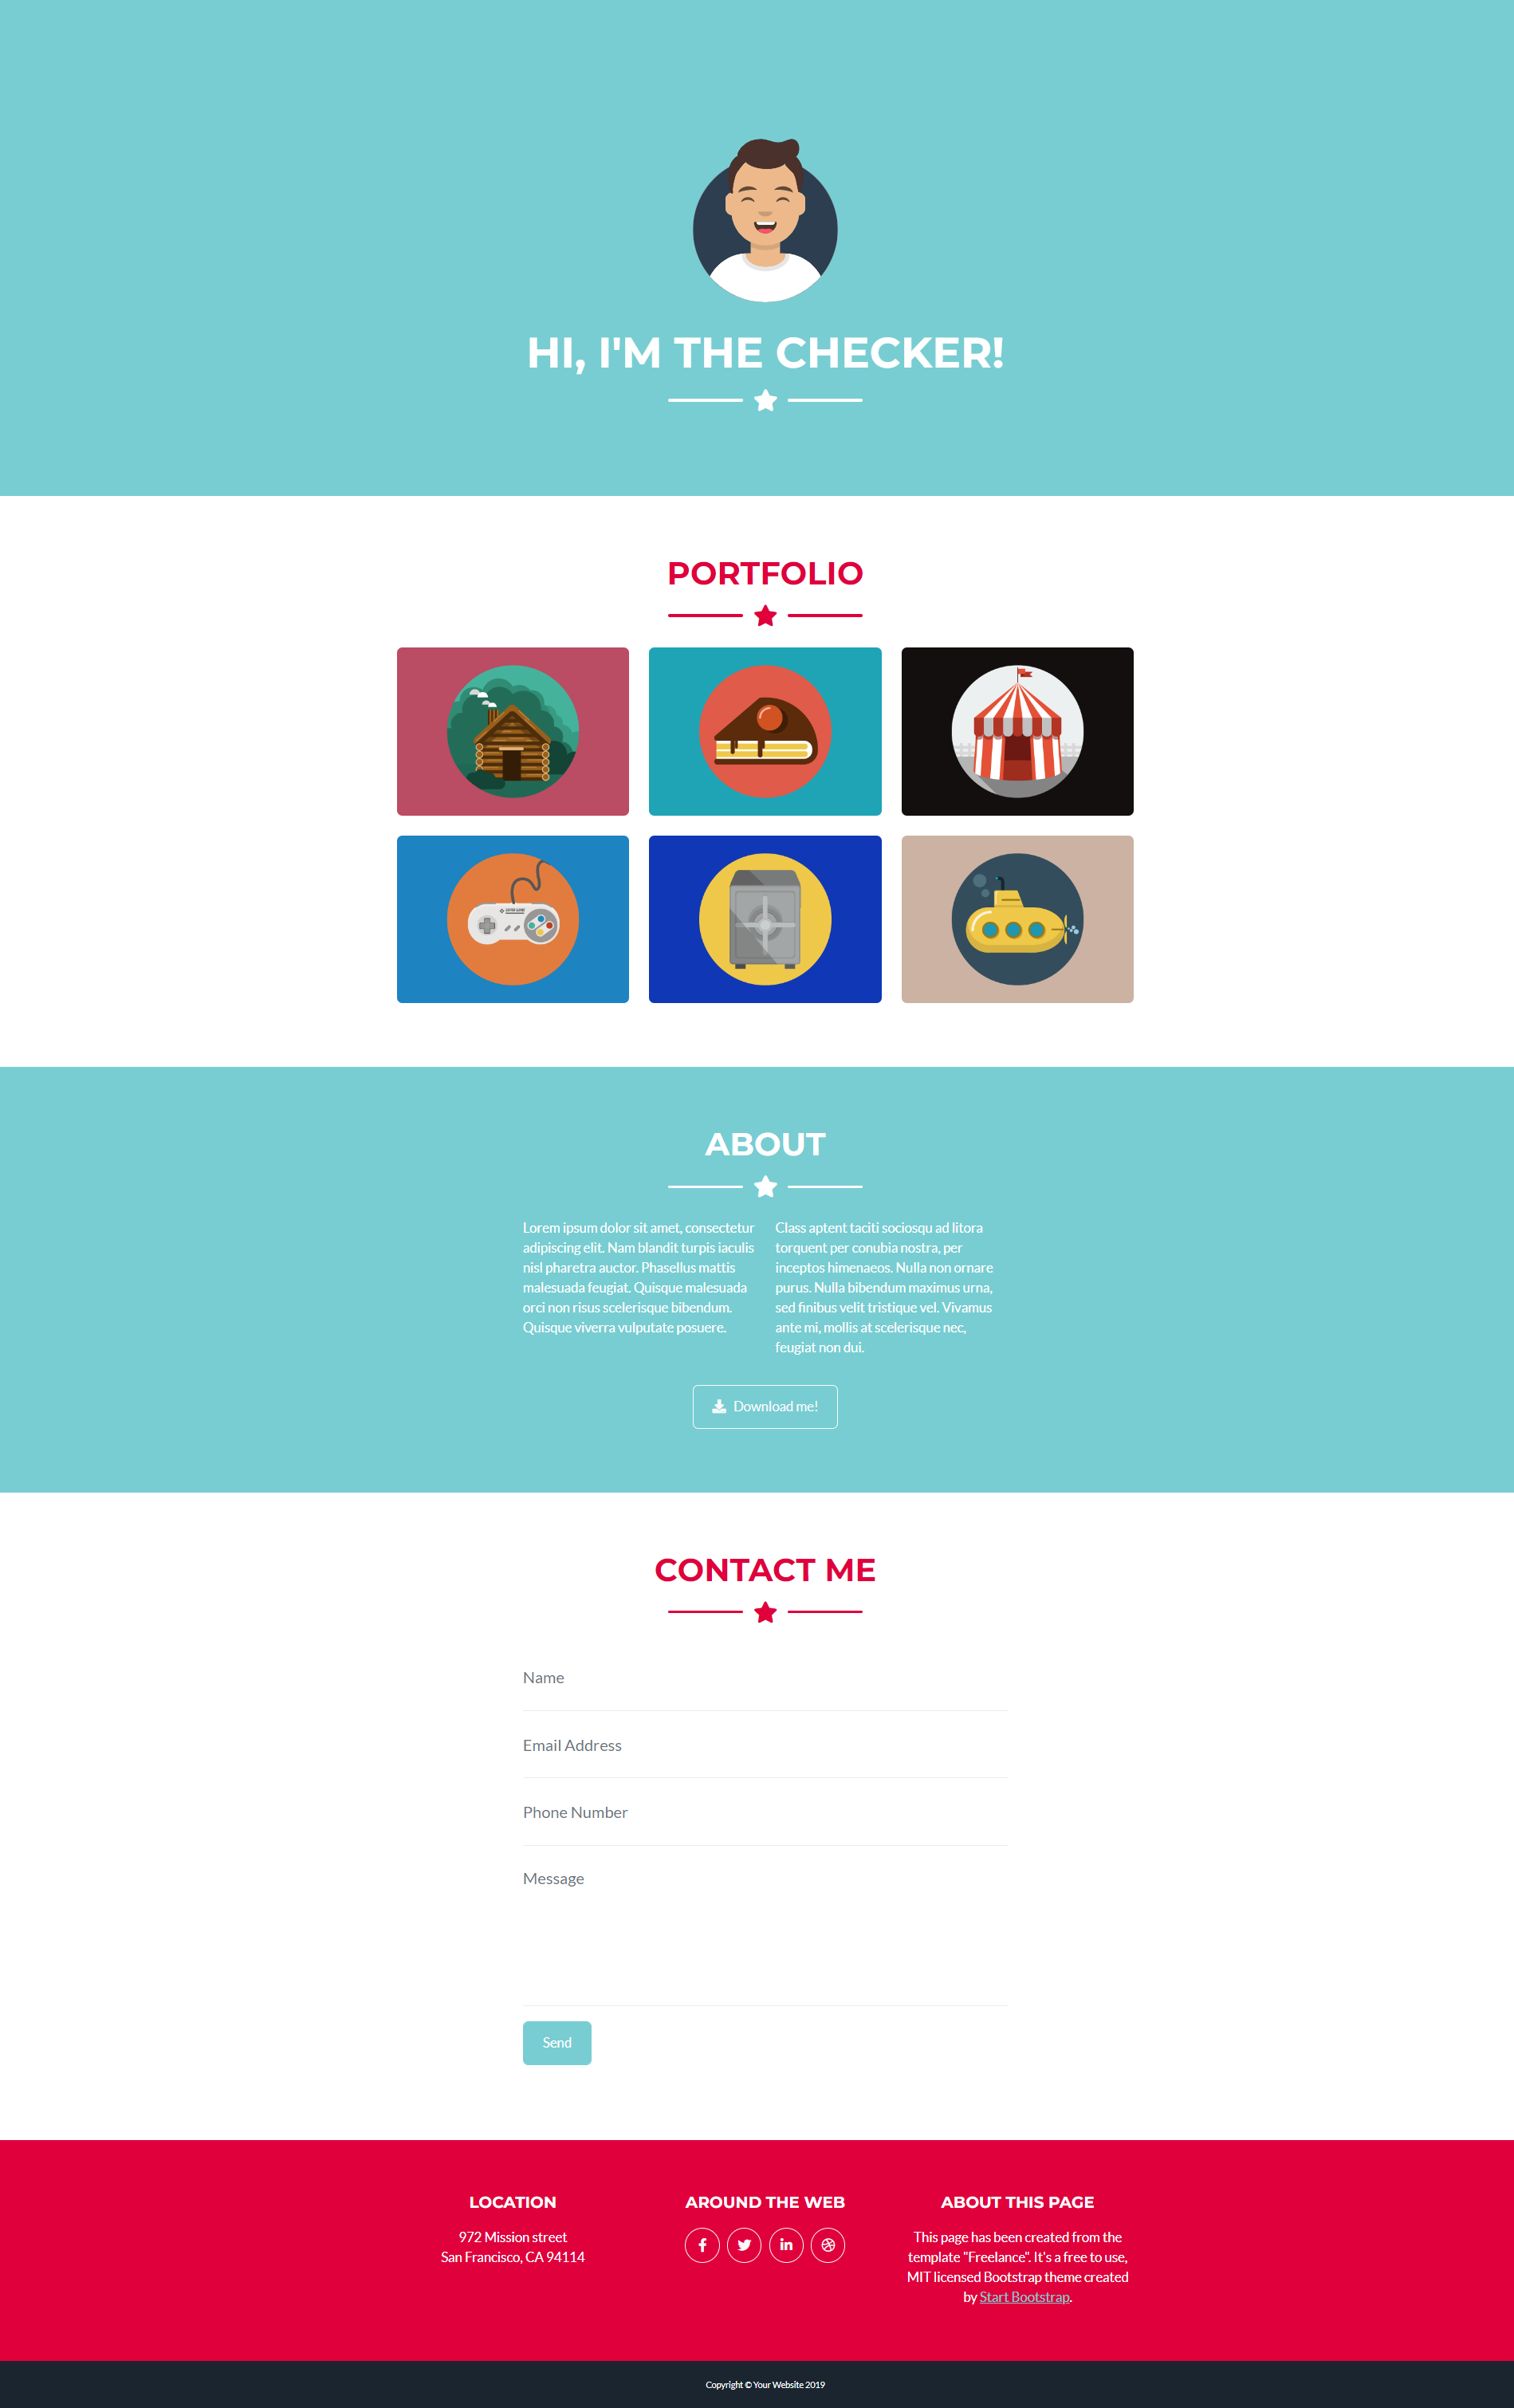 HI, I'M THE CHECKER!
PORTFOLIO
ABOUT
Lorem ipsum dolor sit amet, consectetur
adipiscing elit. Nam blandit turpis iaculis
nisl pharetra auctor. Phasellus mattis
malesuada feugiat. Quisque malesuada
orci non risus scelerisque bibendum.
Quisque viverra vulputate posuere.
Class aptent taciti sociosqu ad litora
torquent per conubia nostra, per
inceptos himenaeos. Nulla non ornare
purus. Nulla bibendum maximus urna,
sed finibus velit tristique vel. Vivamus
ante mi, mollis at scelerisque nec,
feugiat non dui.
Download me!
CONTACT ME
Name
Email Address
Phone Number
Message
Send
LOCATION
972 Mission street
San Francisco, CA 94114
AROUND THE WEB
ABOUT THIS PAGE
This page has been created from the
template "Freelance". It's a free to use,
MIT licensed Bootstrap theme created
by Start Bootstrap.
Copyright © Your Website 2019